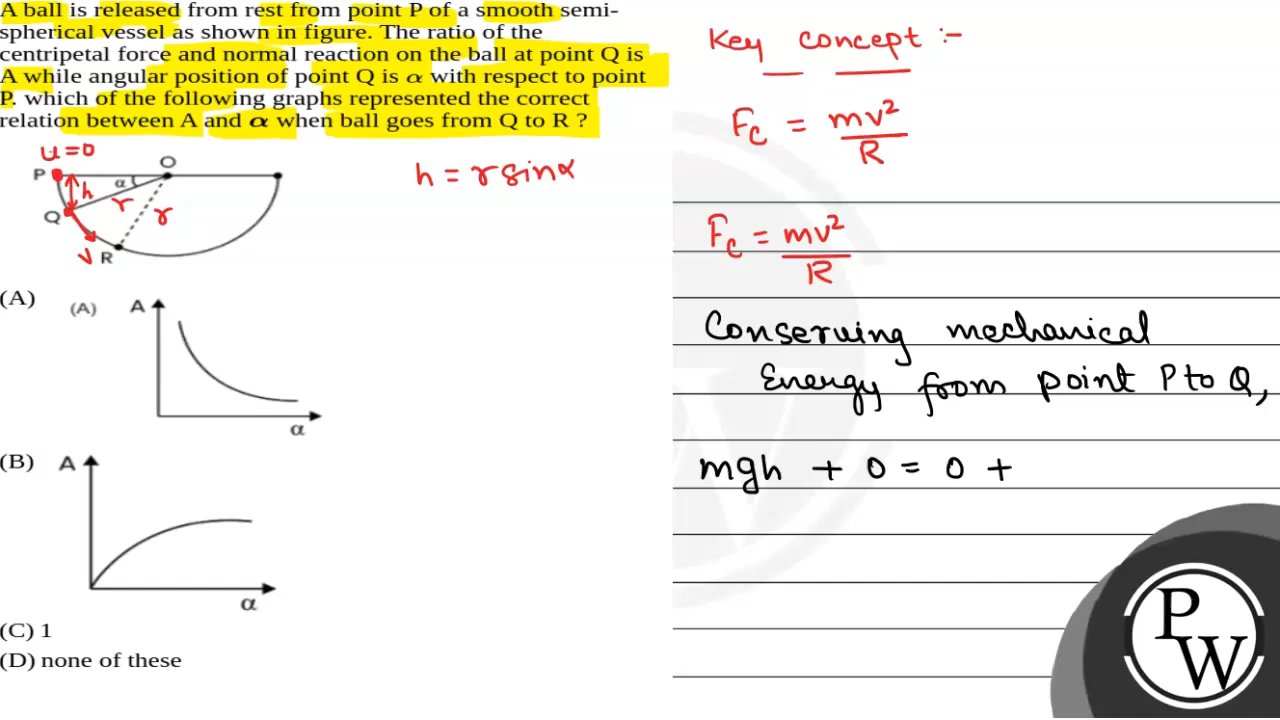 A ball is released from rest from point P of a smooth semi-
spherical vessel as shown in figure. The ratio of the
centripetal force and normal reaction on the ball at point Q is
A while angular position of point Q is α with respect to point
P. which of the following graphs represented the correct
relation between A and α when ball goes from Q to R ?
u=0
P
O
α
h
r
r
Q
v
R
h = r sinα
(A)
(A)
A
α
(B)
A
α
(C) 1
(D) none of these
Key concept :-
Fc = mv²/R
Fc = mv²/R
Conserving mechanical
Energy from point P to Q,
mgh + 0 = 0 +
P
W